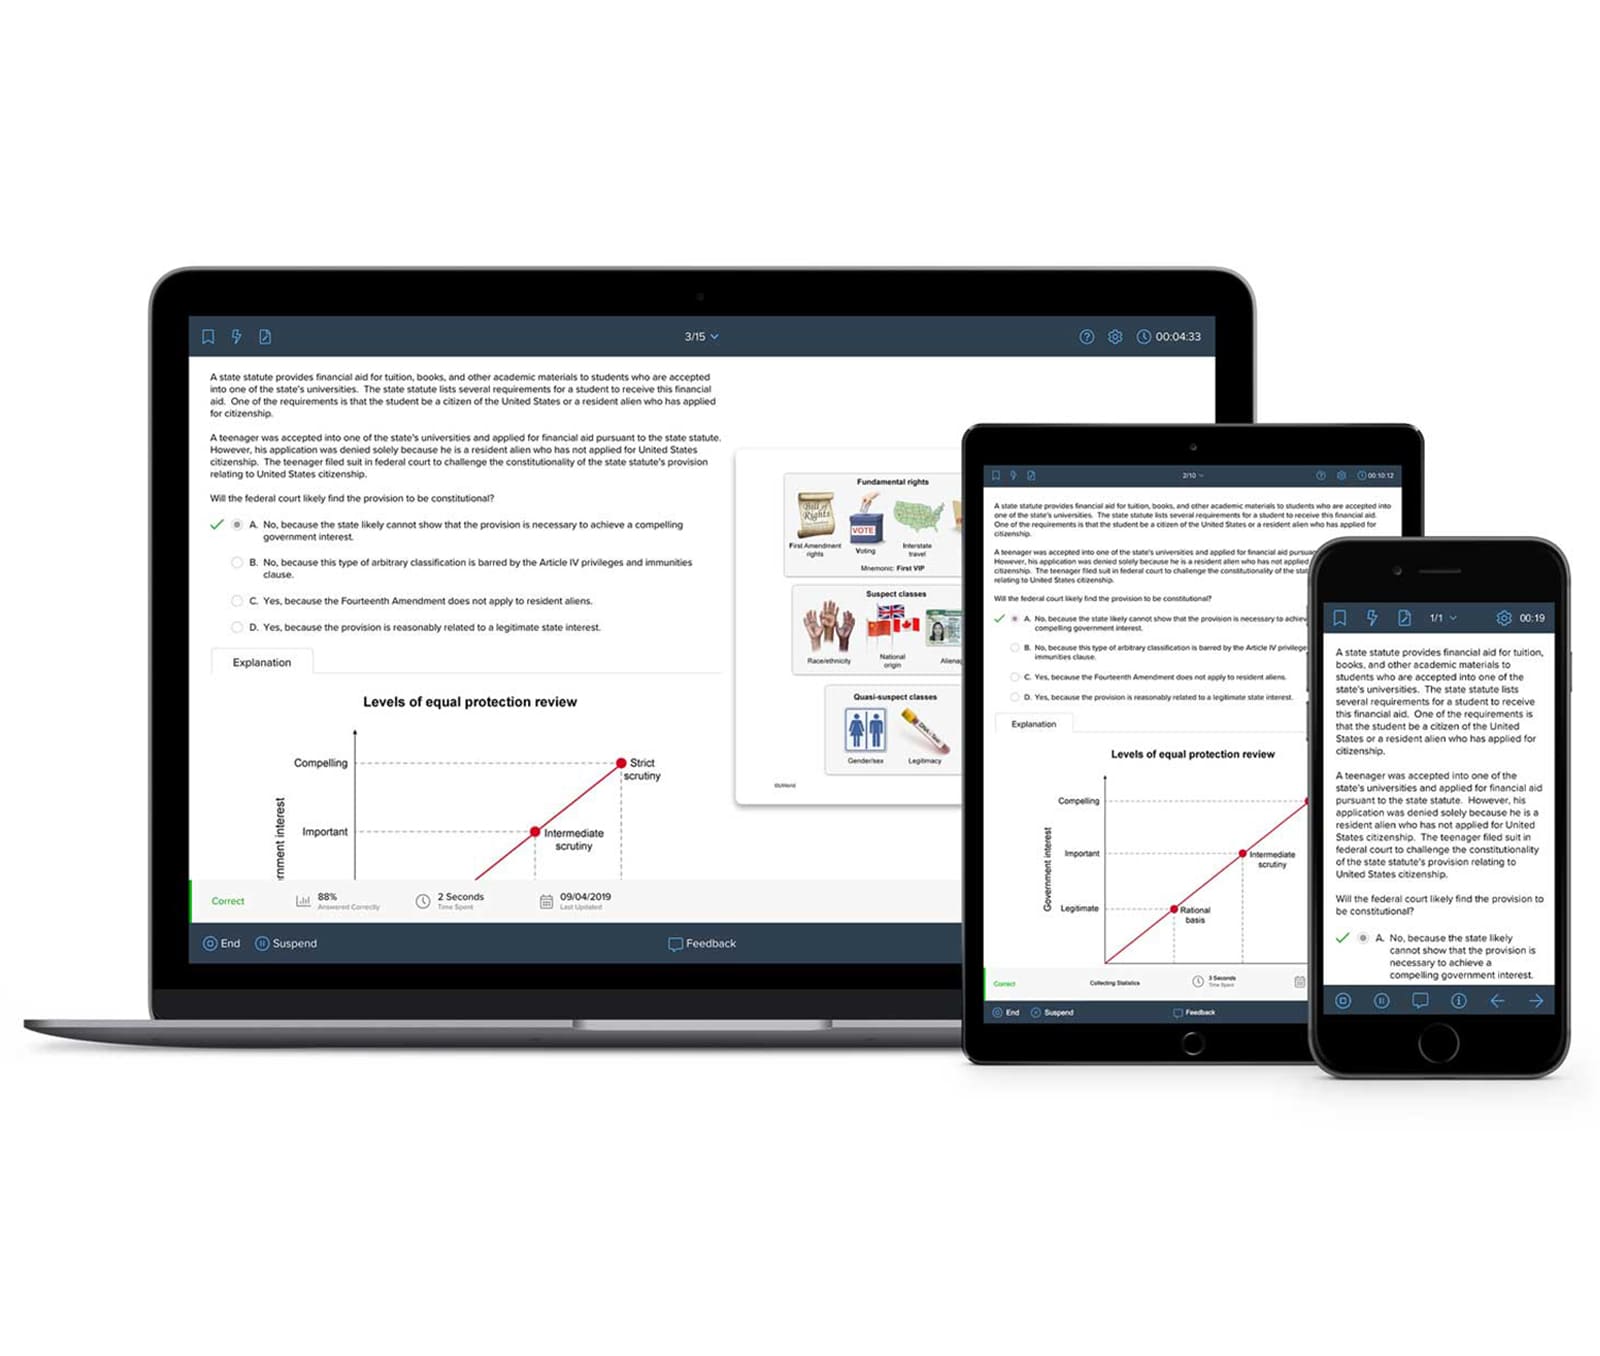 3/15
00:04:33
A state statute provides financial aid for tuition, books, and other academic materials to students who are accepted
into one of the state's universities. The state statute lists several requirements for a student to receive this financial
aid. One of the requirements is that the student be a citizen of the United States or a resident alien who has applied
for citizenship.
A teenager was accepted into one of the state's universities and applied for financial aid pursuant to the state statute.
However, his application was denied solely because he is a resident alien who has not applied for United States
citizenship. The teenager filed suit in federal court to challenge the constitutionality of the state statute's provision
relating to United States citizenship.
Will the federal court likely find the provision to be constitutional?
A. No, because the state likely cannot show that the provision is necessary to achieve a compelling
government interest.
B. No, because this type of arbitrary classification is barred by the Article IV privileges and immunities
clause.
C. Yes, because the Fourteenth Amendment does not apply to resident aliens.
D. Yes, because the provision is reasonably related to a legitimate state interest.
Explanation
Levels of equal protection review
Compelling
Strict
scrutiny
Important
Intermediate
scrutiny
rnment interest
Correct
88%
Answered Correctly
2 Seconds
Time Spent
09/04/2019
Last Updated
End
Suspend
Feedback
Fundamental rights
Bill of
Rights
VOTE
First Amendment
rights
Voting
Interstate
travel
Mnemonic: First VIP
Suspect classes
Race/ethnicity
National
origin
Aliena
Quasi-suspect classes
Gender/sex
Legitimacy
©UWorld
2/10
00:10:12
A state statute provides financial aid for tuition, books, and other academic materials to students who are accepted into
one of the state's universities. The state statute lists several requirements for a student to receive this financial aid.
One of the requirements is that the student be a citizen of the United States or a resident alien who has applied for
citizenship.
A teenager was accepted into one of the state's universities and applied for financial aid pursua
However, his application was denied solely because he is a resident alien who has not applied
citizenship. The teenager filed suit in federal court to challenge the constitutionality of the stat
relating to United States citizenship.
Will the federal court likely find the provision to be constitutional?
A. No, because the state likely cannot show that the provision is necessary to achiev
compelling government interest.
B. No, because this type of arbitrary classification is barred by the Article IV privilege
immunities clause.
C. Yes, because the Fourteenth Amendment does not apply to resident aliens.
D. Yes, because the provision is reasonably related to a legitimate state interest.
Explanation
Levels of equal protection review
Compelling
Important
Intermediate
scrutiny
Legitimate
Rational
basis
Government interest
Correct
Collecting Statistics
3 Seconds
Time Spent
End
Suspend
Feedback
1/1
00:19
A state statute provides financial aid for tuition,
books, and other academic materials to
students who are accepted into one of the
state's universities. The state statute lists
several requirements for a student to receive
this financial aid. One of the requirements is
that the student be a citizen of the United
States or a resident alien who has applied for
citizenship.
A teenager was accepted into one of the
state's universities and applied for financial aid
pursuant to the state statute. However, his
application was denied solely because he is a
resident alien who has not applied for United
States citizenship. The teenager filed suit in
federal court to challenge the constitutionality
of the state statute's provision relating to
United States citizenship.
Will the federal court likely find the provision to
be constitutional?
A. No, because the state likely
cannot show that the provision is
necessary to achieve a
compelling government interest.